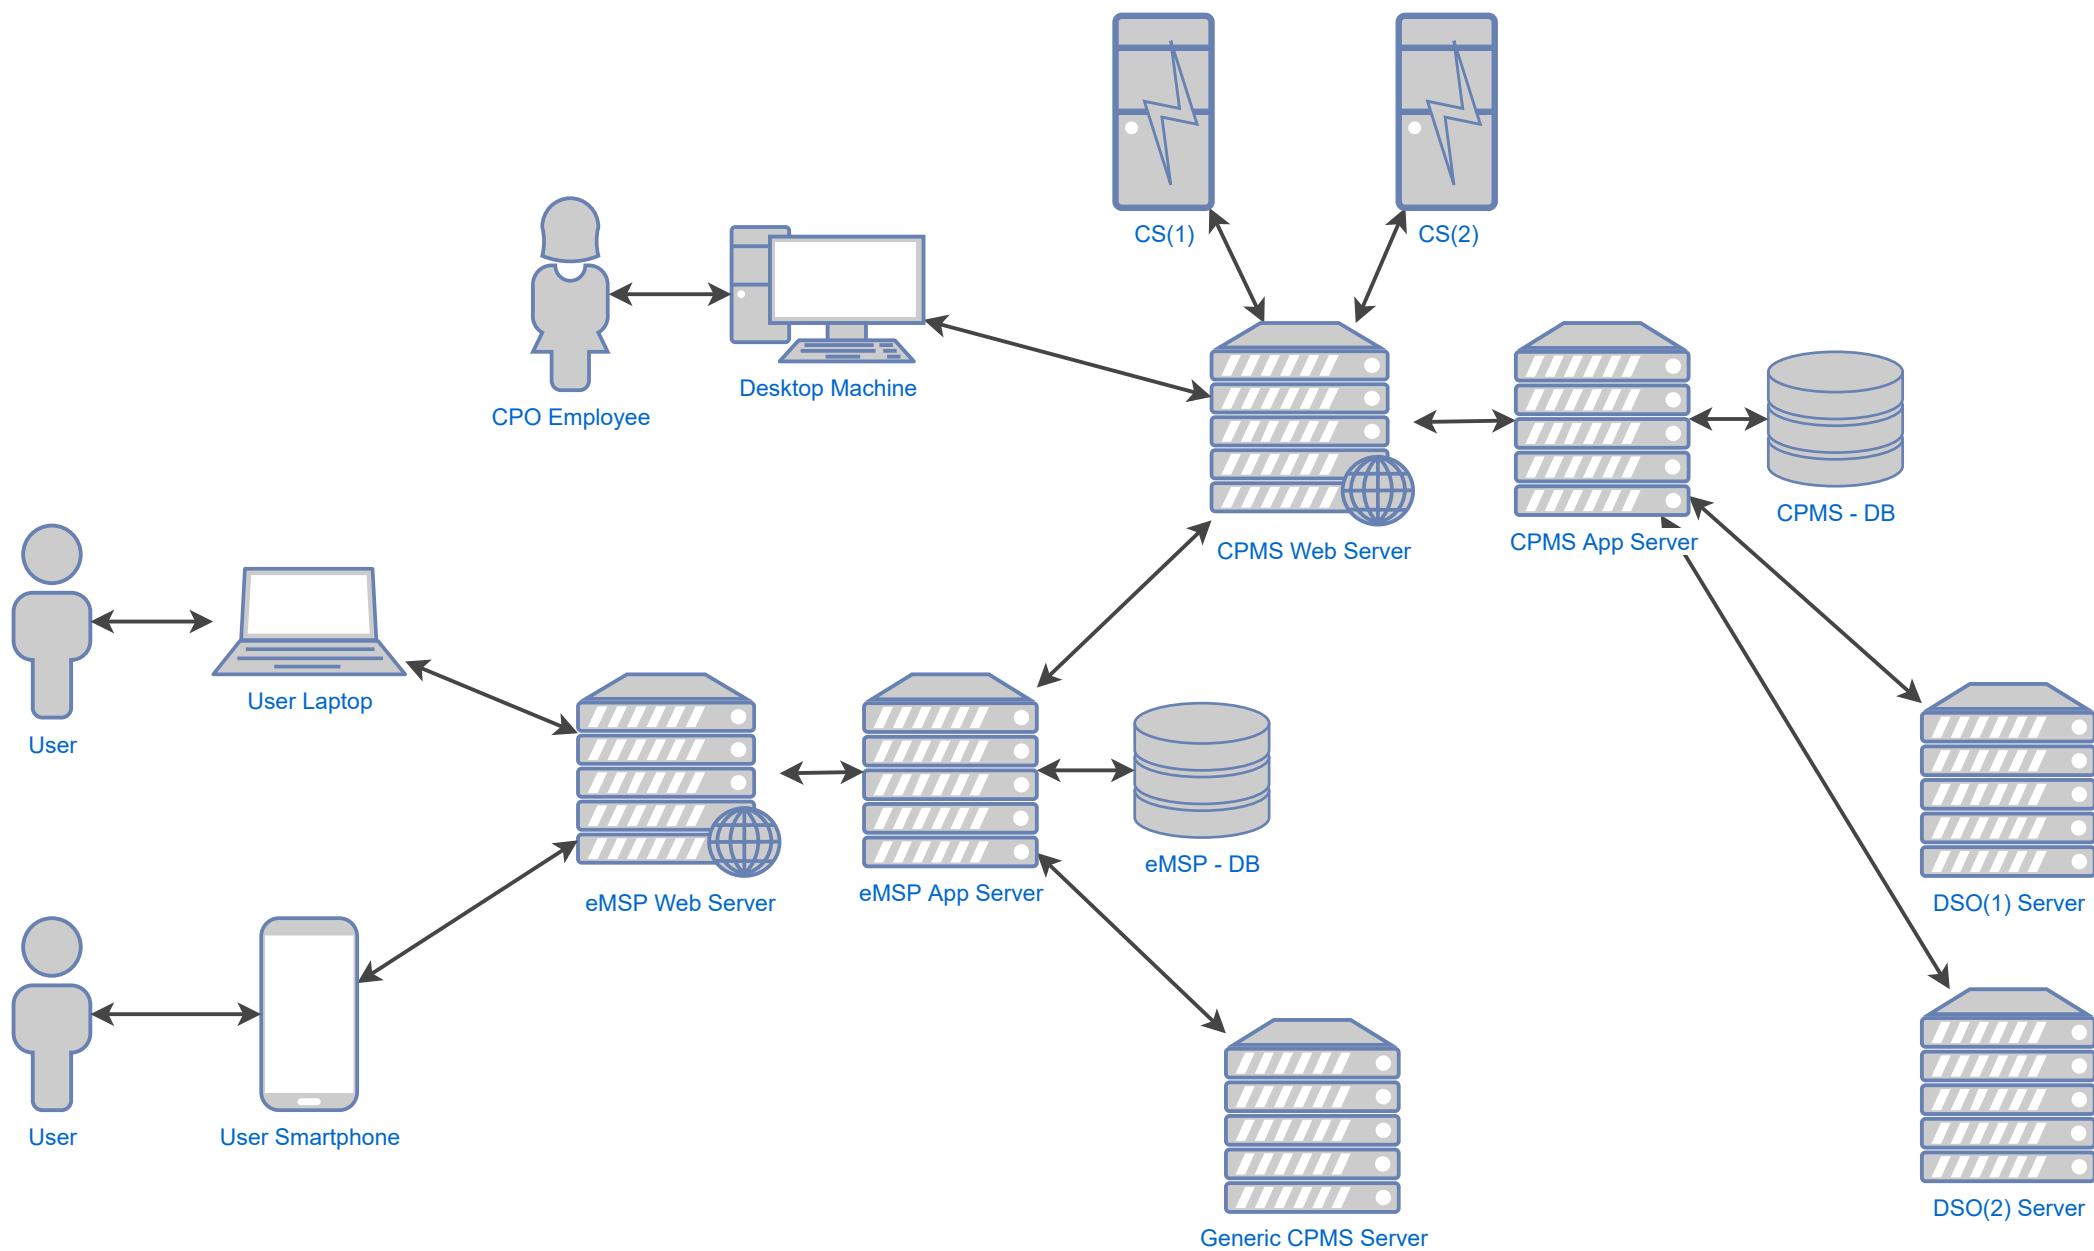 CS(1)
CS(2)
Desktop Machine
CPO Employee
CPMS - DB
CPMS Web Server
CPMS App Server
User Laptop
User
eMSP - DB
eMSP Web Server
eMSP App Server
DSO(1) Server
User
User Smartphone
DSO(2) Server
Generic CPMS Server